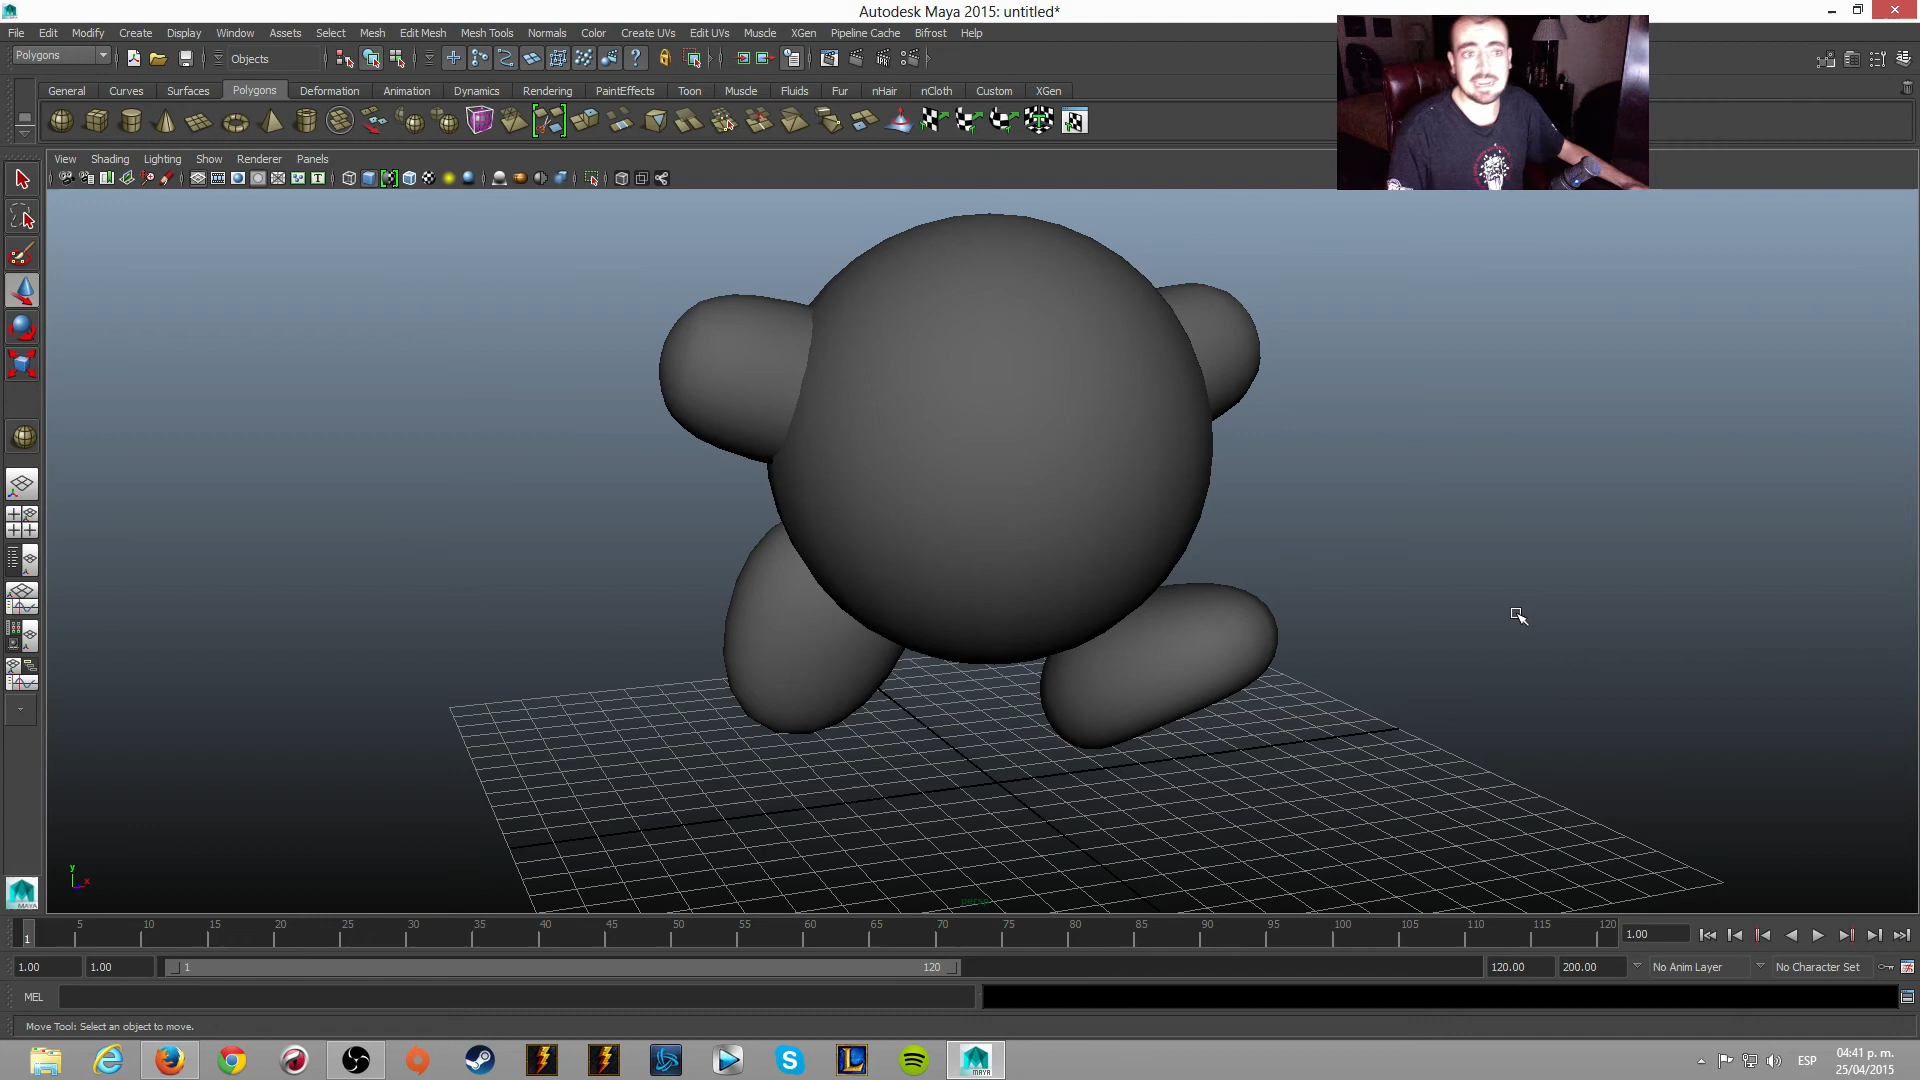 Autodesk Maya 2015: untitled*
File Edit Modify Create Display Window Assets Select Mesh Edit Mesh Mesh Tools Normals Color Create UVs Edit UVs Muscle XGen Pipeline Cache Bifrost Help
Polygons Objects
General Curves Surfaces Polygons Deformation Animation Dynamics Rendering PaintEffects Toon Muscle Fluids Fur nHair nCloth Custom XGen
View Shading Lighting Show Renderer Panels
y
x
persp
MAYA
5 10 15 20 25 30 35 40 45 50 55 60 65 70 75 80 85 90 95 100 105 110 115 120
1 1.00
1.00 1.00 1 120 120.00 200.00 No Anim Layer No Character Set
MEL
Move Tool: Select an object to move.
MAYA ESP 04:41 p. m.
25/04/2015